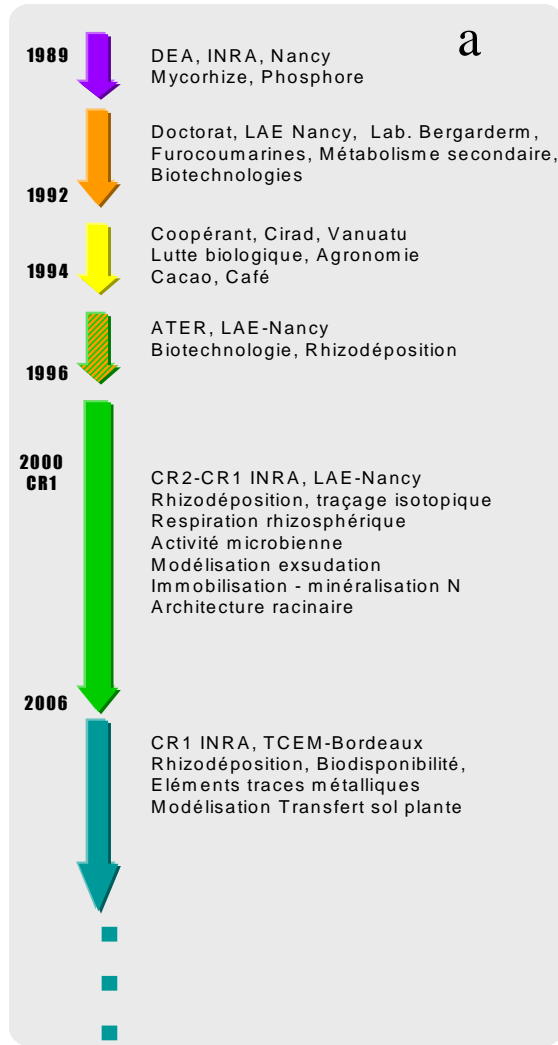 a
1989
DEA, INRA, Nancy
Mycorhize, Phosphore
Doctorat, LAE Nancy, Lab. Bergarderm,
Furocoumarines, Métabolisme secondaire,
Biotechnologies
1992
Coopérant, Cirad, Vanuatu
Lutte biologique, Agronomie
Cacao, Café
1994
ATER, LAE-Nancy
Biotechnologie, Rhizodéposition
1996
2000
CR1
CR2-CR1 INRA, LAE-Nancy
Rhizodéposition, traçage isotopique
Respiration rhizosphérique
Activité microbienne
Modélisation exsudation
Immobilisation - minéralisation N
Architecture racinaire
2006
CR1 INRA, TCEM-Bordeaux
Rhizodéposition, Biodisponibilité,
Eléments traces métalliques
Modélisation Transfert sol plante